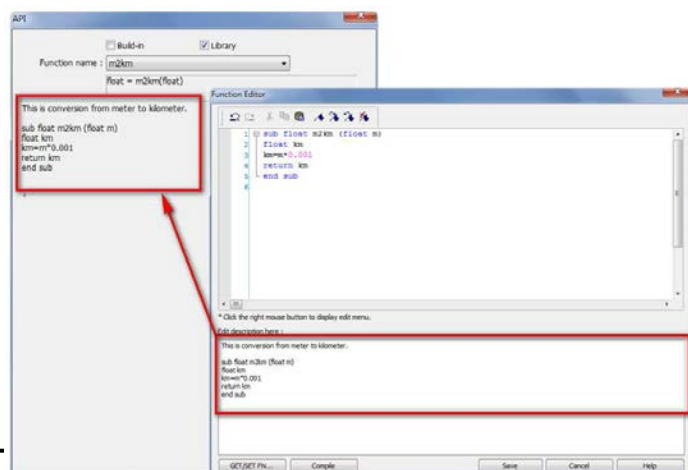 API
Build-in
Library
Function name :
m2km
float = m2km(float)
This is conversion from meter to kilometer.
sub float m2km (float m)
float km
km=m*0.001
return km
end sub
Function Editor
1 sub float m2km (float m)
2 float km
3 km=m*0.001
4 return km
5 end sub
6
* Click the right mouse button to display edit menu.
Edit description here :
This is conversion from meter to kilometer.
sub float m2km (float m)
float km
km=m*0.001
return km
end sub
GET/SET FN...
Compile
Save
Cancel
Help